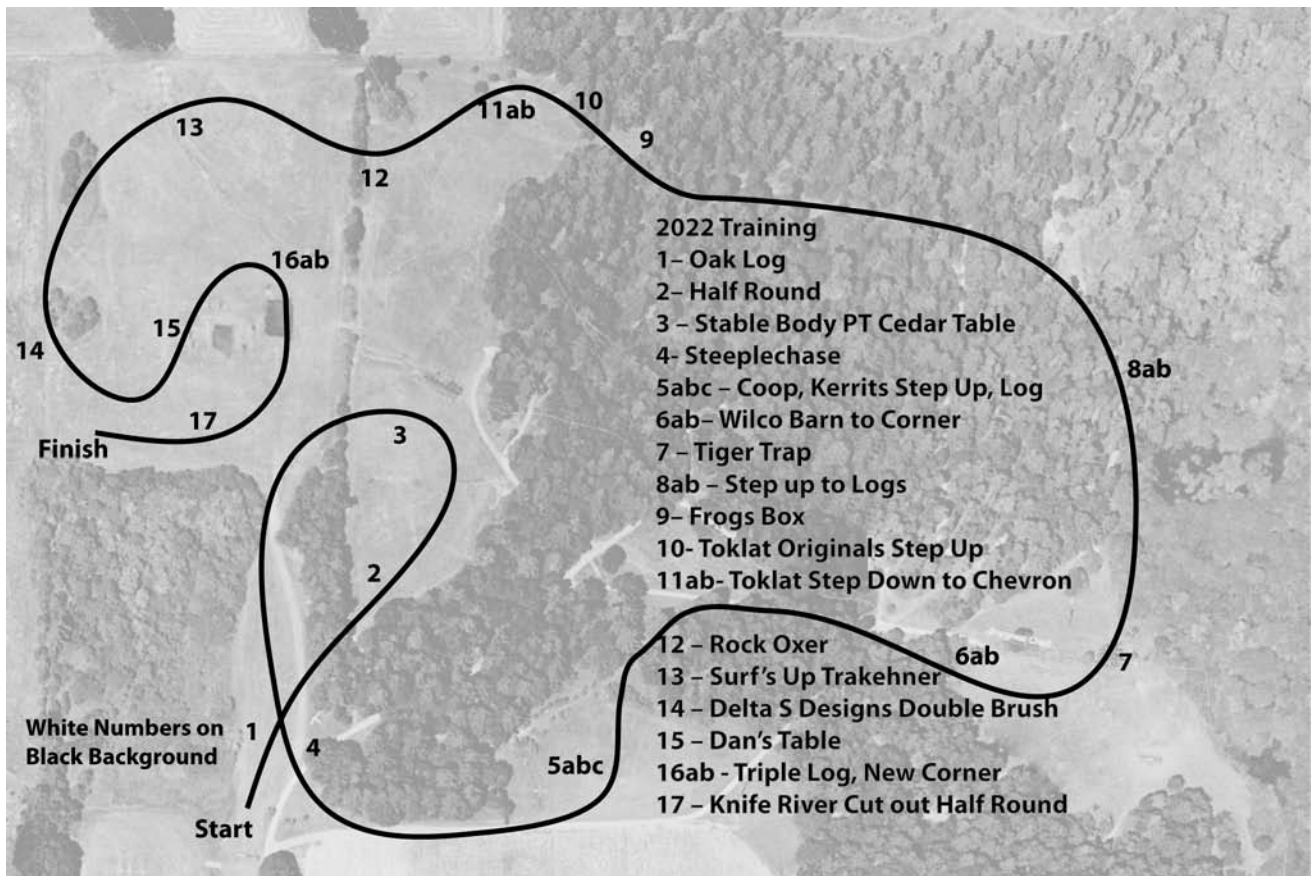 13
11ab
10
9
12
16ab
15
14
17
Finish
3
2
8ab
2022 Training
1– Oak Log
2– Half Round
3 – Stable Body PT Cedar Table
4- Steeplechase
5abc – Coop, Kerrits Step Up, Log
6ab– Wilco Barn to Corner
7 – Tiger Trap
8ab – Step up to Logs
9– Frogs Box
10- Toklat Originals Step Up
11ab- Toklat Step Down to Chevron
12 – Rock Oxer
13 – Surf's Up Trakehner
14 – Delta S Designs Double Brush
15 – Dan's Table
16ab - Triple Log, New Corner
17 – Knife River Cut out Half Round
6ab
7
White Numbers on
Black Background
1
4
5abc
Start